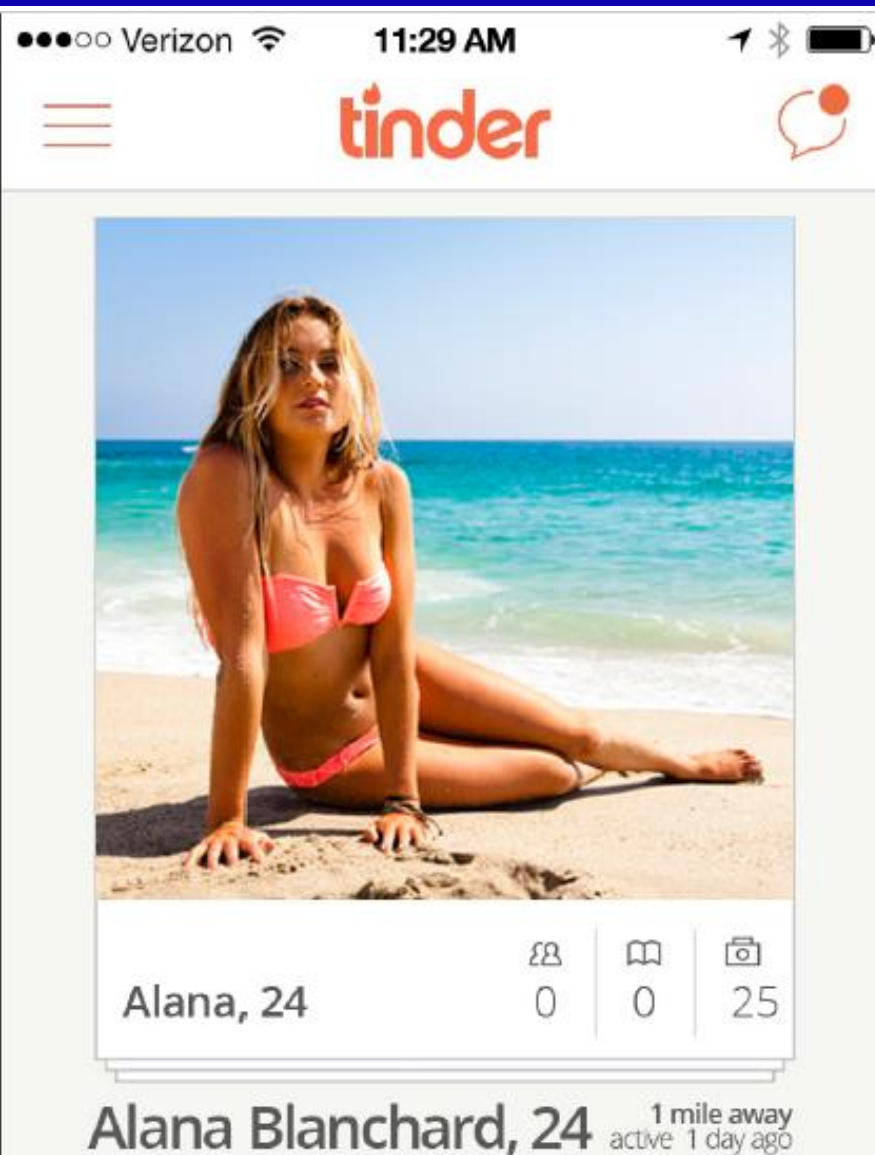 Verizon 11:29 AM
tinder
Alana, 24 0 0 25
Alana Blanchard, 24 1 mile away
active 1 day ago